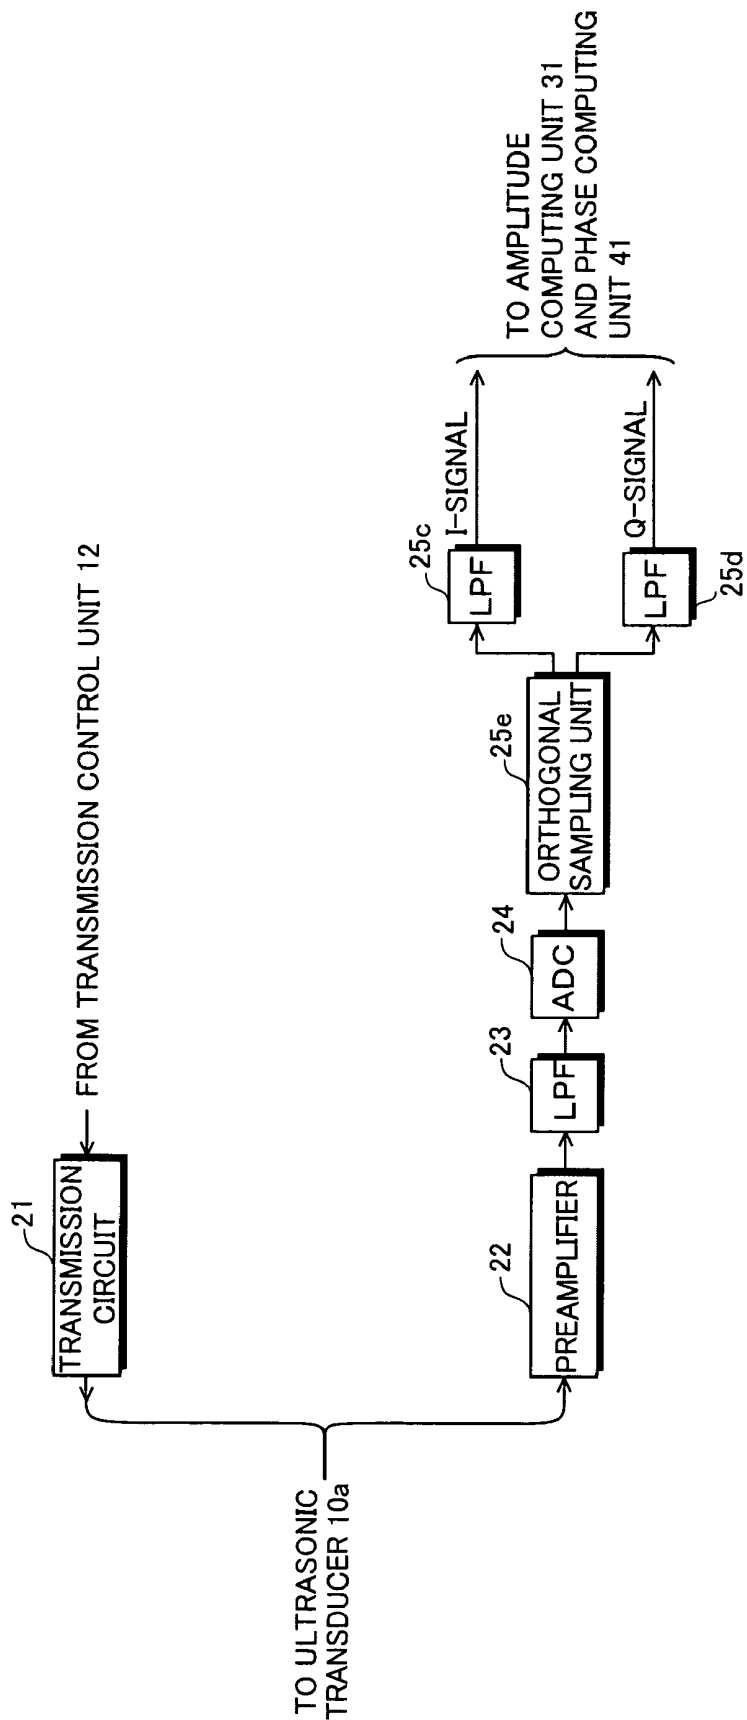 21
TRANSMISSION
CIRCUIT
FROM TRANSMISSION CONTROL UNIT 12
TO ULTRASONIC
TRANSDUCER 10a
22
PREAMPLIFIER
23
LPF
24
ADC
25e
ORTHOGONAL
SAMPLING UNIT
25c
LPF
I-SIGNAL
LPF
25d
Q-SIGNAL
TO AMPLITUDE
COMPUTING UNIT 31
AND PHASE COMPUTING
UNIT 41